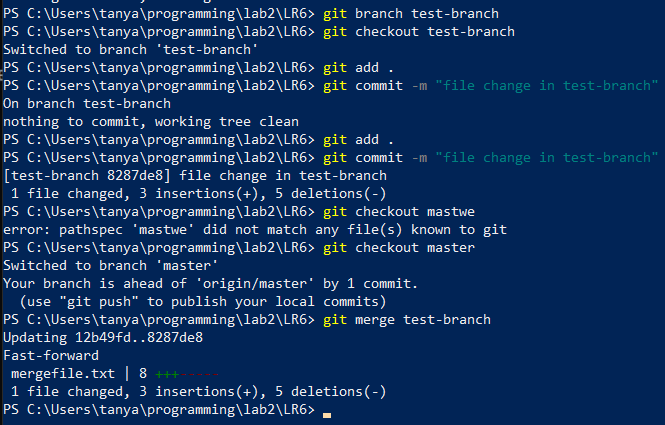 PS C:\Users\tanya\programming\lab2\LR6> git branch test-branch
PS C:\Users\tanya\programming\lab2\LR6> git checkout test-branch
Switched to branch 'test-branch'
PS C:\Users\tanya\programming\lab2\LR6> git add .
PS C:\Users\tanya\programming\lab2\LR6> git commit -m "file change in test-branch"
On branch test-branch
nothing to commit, working tree clean
PS C:\Users\tanya\programming\lab2\LR6> git add .
PS C:\Users\tanya\programming\lab2\LR6> git commit -m "file change in test-branch"
[test-branch 8287de8] file change in test-branch
 1 file changed, 3 insertions(+), 5 deletions(-)
PS C:\Users\tanya\programming\lab2\LR6> git checkout mastwe
error: pathspec 'mastwe' did not match any file(s) known to git
PS C:\Users\tanya\programming\lab2\LR6> git checkout master
Switched to branch 'master'
Your branch is ahead of 'origin/master' by 1 commit.
  (use "git push" to publish your local commits)
PS C:\Users\tanya\programming\lab2\LR6> git merge test-branch
Updating 12b49fd..8287de8
Fast-forward
 mergefile.txt | 8 +++-----
 1 file changed, 3 insertions(+), 5 deletions(-)
PS C:\Users\tanya\programming\lab2\LR6>